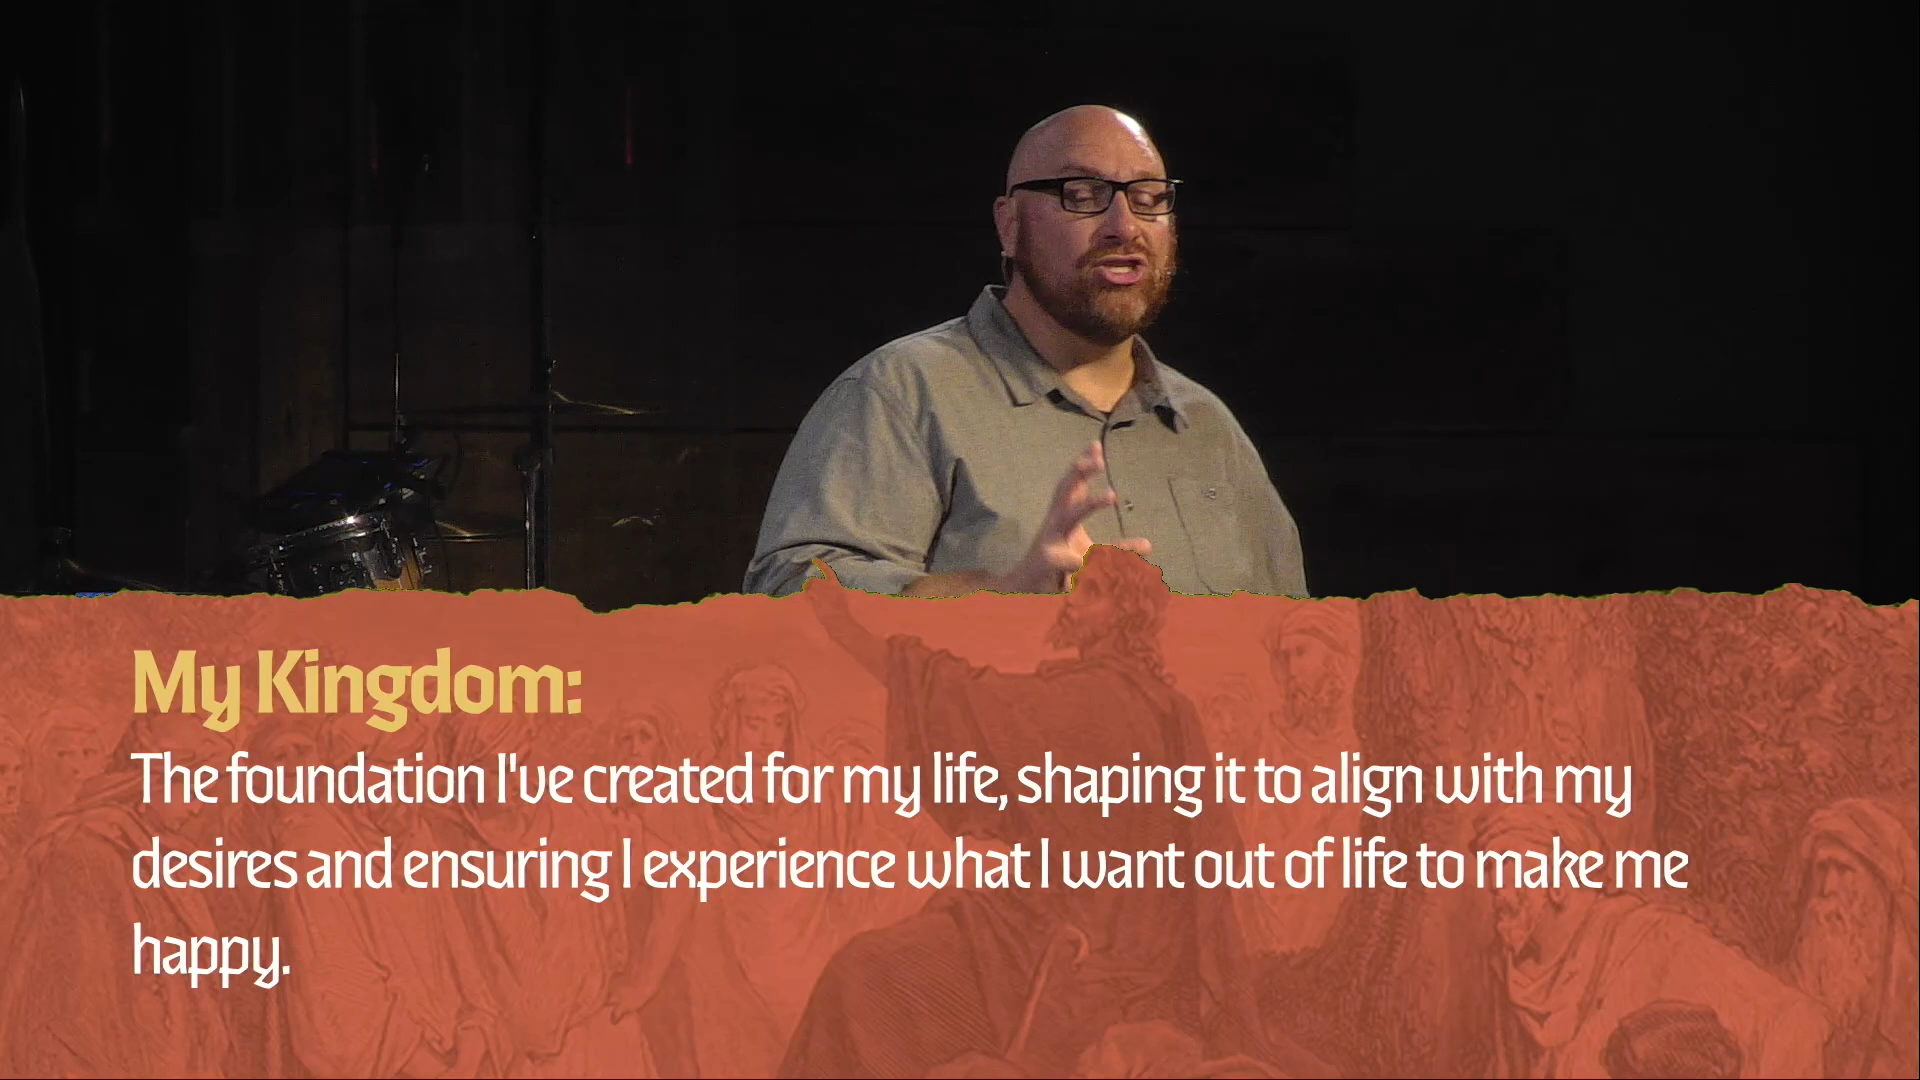 My Kingdom:
The foundation I've created for my life, shaping it to align with my
desires and ensuring I experience what I want out of life to make me
happy.